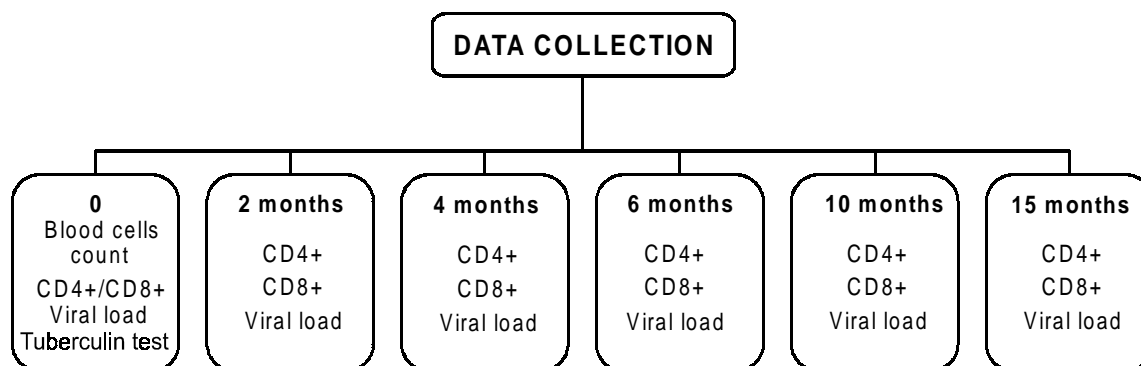 DATA COLLECTION
0
Blood cells
count
CD4+/CD8+
Viral load
Tuberculin test
2 months
CD4+
CD8+
Viral load
4 months
CD4+
CD8+
Viral load
6 months
CD4+
CD8+
Viral load
10 months
CD4+
CD8+
Viral load
15 months
CD4+
CD8+
Viral load